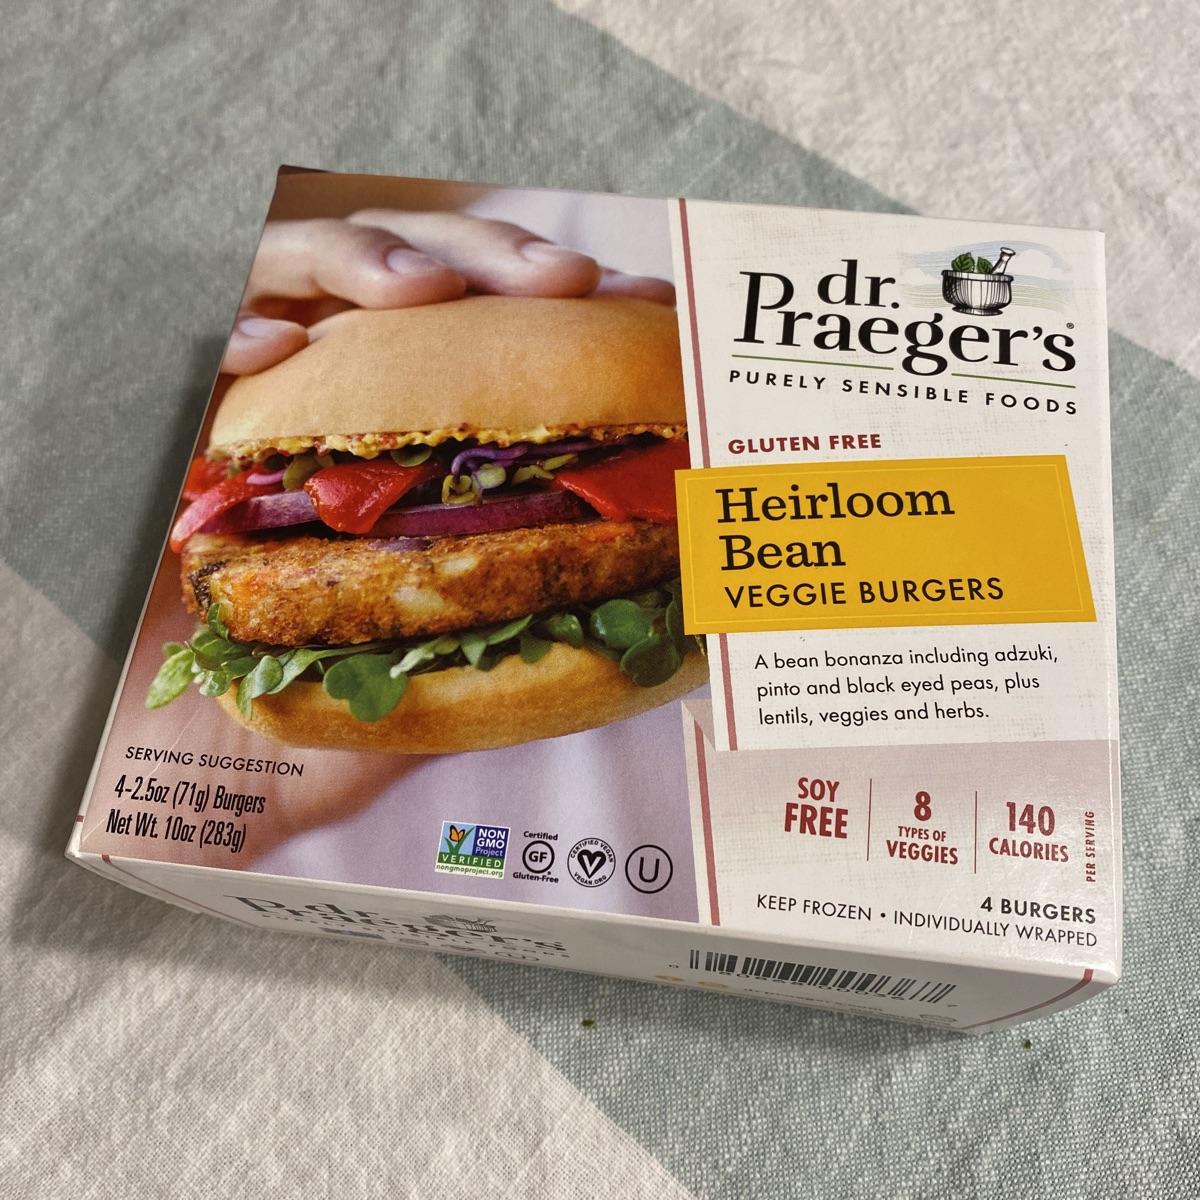 dr.
Praeger's®
PURELY SENSIBLE FOODS
GLUTEN FREE
Heirloom
Bean
VEGGIE BURGERS
A bean bonanza including adzuki,
pinto and black eyed peas, plus
lentils, veggies and herbs.
SOY
FREE
8
TYPES OF
VEGGIES
140
CALORIES
PER SERVING
4 BURGERS
KEEP FROZEN • INDIVIDUALLY WRAPPED
SERVING SUGGESTION
4-2.5oz (71g) Burgers
Net Wt. 10oz (283g)
NON
GMO
Project
VERIFIED
nongmoproject.org
Certified
GF
Gluten-Free
CERTIFIED VEGAN
VEGAN.ORG
U
dr.
Praeger's